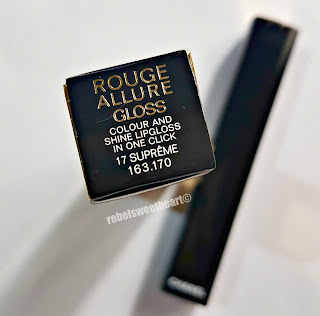 ROUGE
ALLURE
GLOSS
COLOUR AND
SHINE LIPGLOSS
IN ONE CLICK
17 SUPRÊME
163.170
rebelsweetheart©
CHANEL